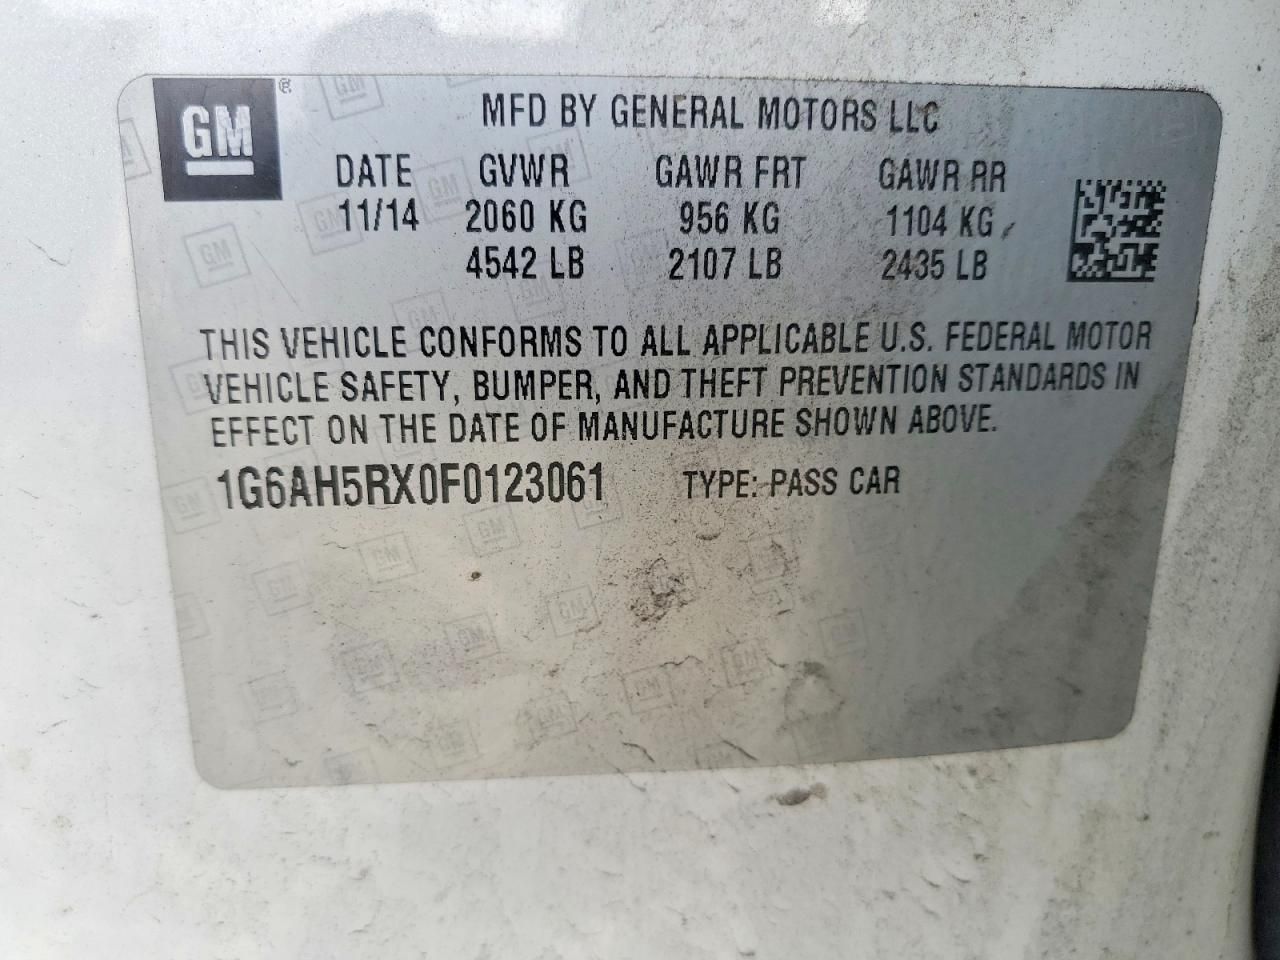 GM ® MFD BY GENERAL MOTORS LLC
DATE GVWR GAWR FRT GAWR RR
11/14 2060 KG 956 KG 1104 KG
4542 LB 2107 LB 2435 LB
THIS VEHICLE CONFORMS TO ALL APPLICABLE U.S. FEDERAL MOTOR
VEHICLE SAFETY, BUMPER, AND THEFT PREVENTION STANDARDS IN
EFFECT ON THE DATE OF MANUFACTURE SHOWN ABOVE.
1G6AH5RX0F0123061 TYPE: PASS CAR